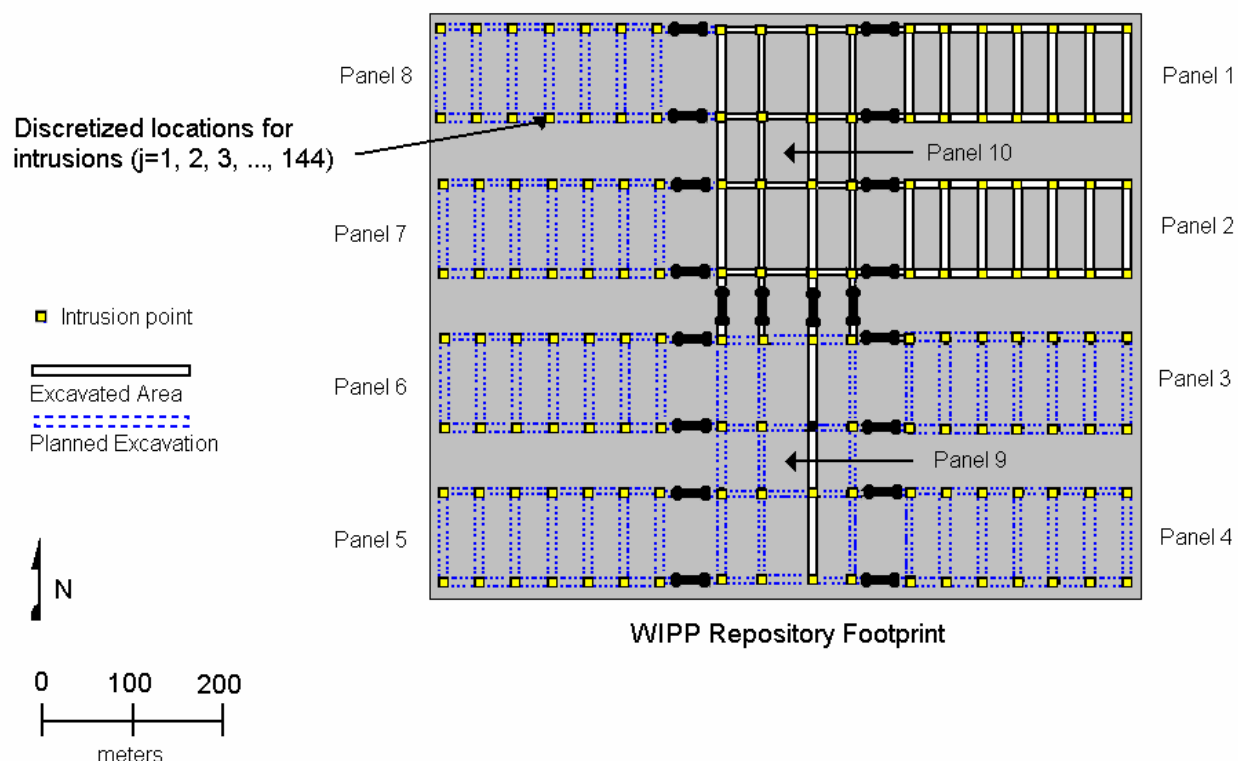 Panel 8
Panel 1
Discretized locations for
intrusions (j=1, 2, 3, ..., 144)
Panel 10
Panel 7
Panel 2
Intrusion point
Excavated Area
Planned Excavation
Panel 6
Panel 3
Panel 9
Panel 5
Panel 4
N
WIPP Repository Footprint
0 100 200
meters